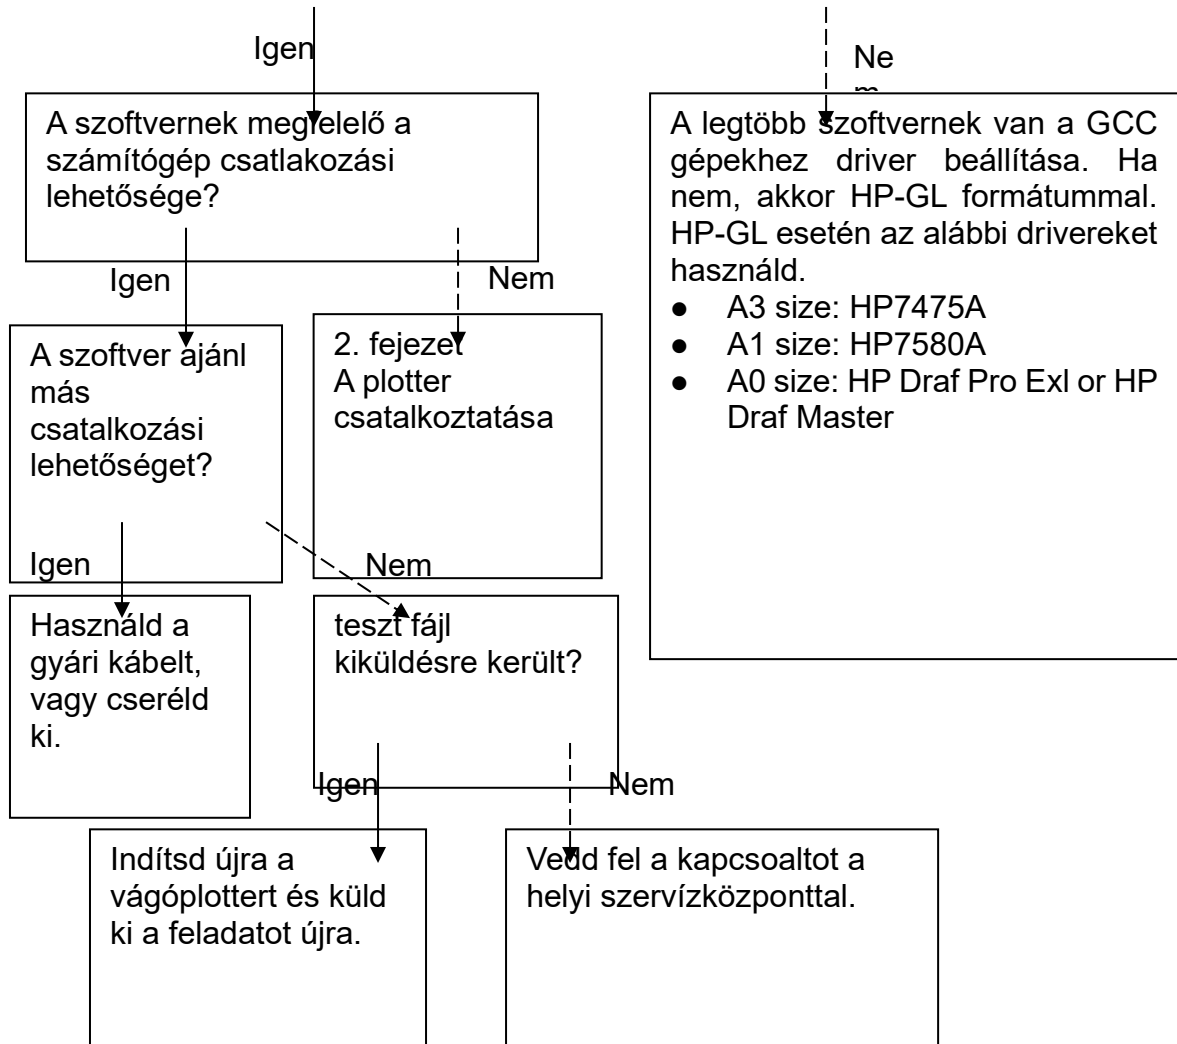 Igen
Ne
m
A szoftvernek megfelelő a
számítógép csatlakozási
lehetősége?
A legtöbb szoftvernek van a GCC
gépekhez driver beállítása. Ha
nem, akkor HP-GL formátummal.
HP-GL esetén az alábbi drivereket
használd.
● A3 size: HP7475A
● A1 size: HP7580A
● A0 size: HP Draf Pro Exl or HP
Draf Master
Igen
Nem
A szoftver ajánl
más
csatalkozási
lehetőséget?
2. fejezet
A plotter
csatalkoztatása
Igen
Nem
Használd a
gyári kábelt,
vagy cseréld
ki.
teszt fájl
kiküldésre került?
Igen
Nem
Indítsd újra a
vágóplottert és küld
ki a feladatot újra.
Vedd fel a kapcsoaltot a
helyi szervízközponttal.